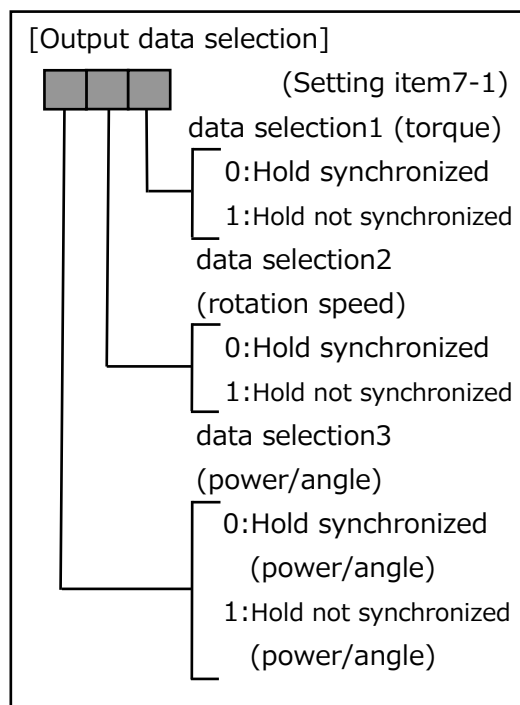 [Output data selection]
(Setting item7-1)
data selection1 (torque)
0:Hold synchronized
1:Hold not synchronized
data selection2
(rotation speed)
0:Hold synchronized
1:Hold not synchronized
data selection3
(power/angle)
0:Hold synchronized
(power/angle)
1:Hold not synchronized
(power/angle)